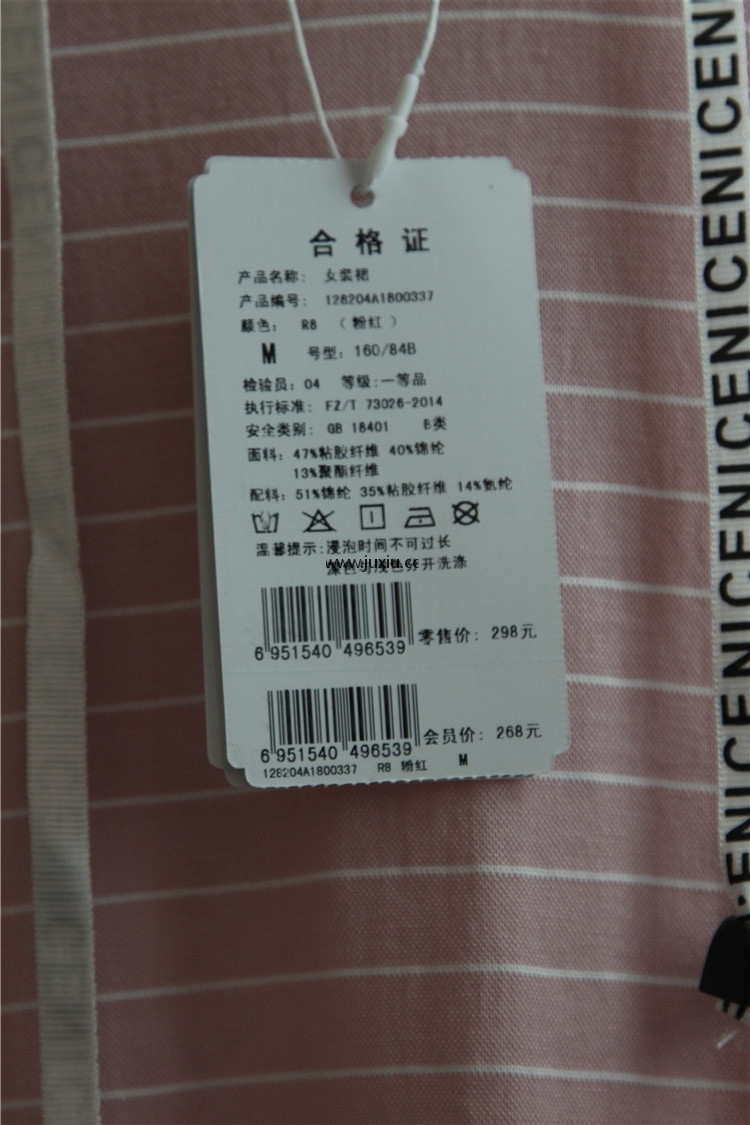 合格证
产品名称: 女装裙
产品编号: 128204A1800337
颜色: R8 (粉红)
M 号型: 160/84B
检验员: 04 等级:一等品
执行标准: FZ/T 73026-2014
安全类别: GB 18401 B类
面料: 47%粘胶纤维 40%锦纶
13%聚酯纤维
配料: 51%锦纶 35%粘胶纤维 14%氨纶
温馨提示:浸泡时间不可过长
www.juxiu.cc
开洗涤
6 951540 496539 零售价: 298元
6 951540 496539 会员价: 268元
128204A1800337 R8 粉红 M
ENICENICENICENICEN